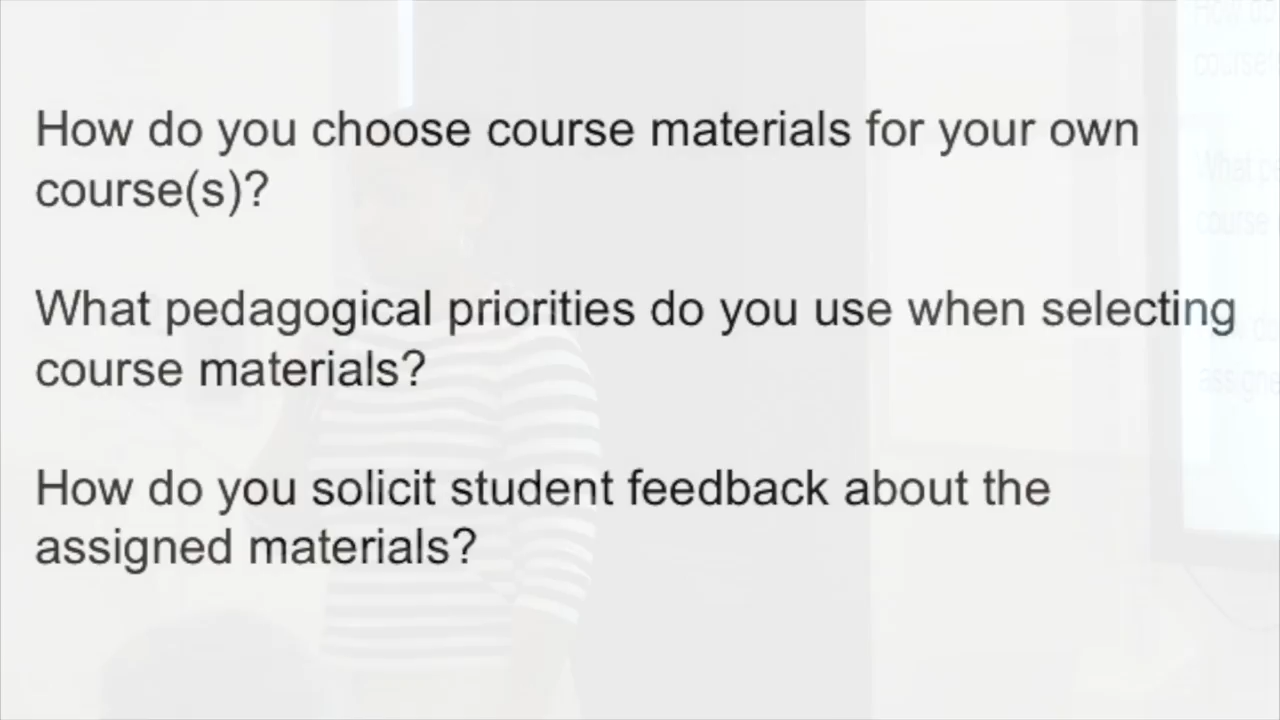 How do you choose course materials for your own
course(s)?
What pedagogical priorities do you use when selecting
course materials?
How do you solicit student feedback about the
assigned materials?